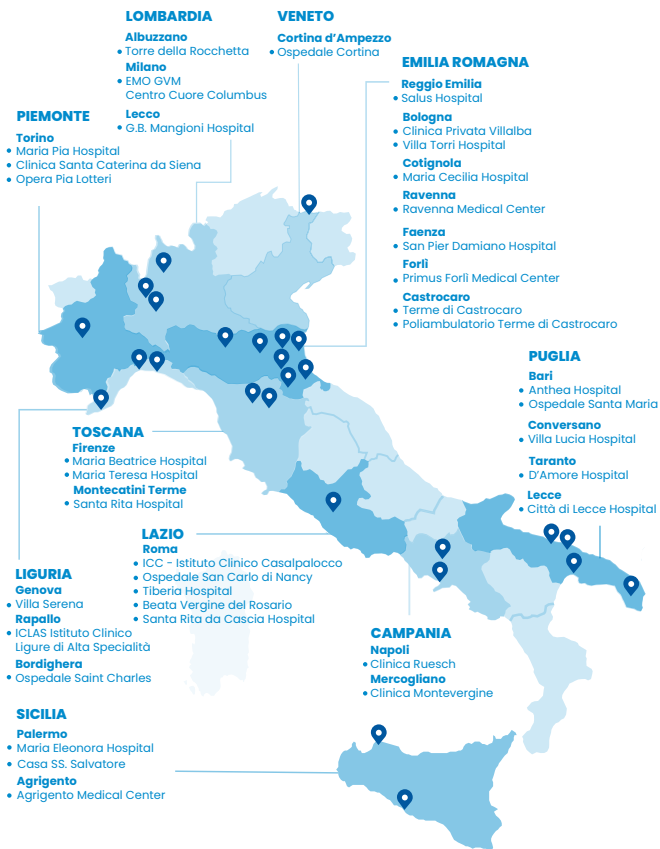 LOMBARDIA
Albuzzano
• Torre della Rocchetta
Milano
• EMO GVM
Centro Cuore Columbus
Lecco
• G.B. Mangioni Hospital
VENETO
Cortina d’Ampezzo
• Ospedale Cortina
EMILIA ROMAGNA
Reggio Emilia
• Salus Hospital
Bologna
• Clinica Privata Villalba
• Villa Torri Hospital
Cotignola
• Maria Cecilia Hospital
Ravenna
• Ravenna Medical Center
Faenza
• San Pier Damiano Hospital
Forlì
• Primus Forlì Medical Center
Castrocaro
• Terme di Castrocaro
• Poliambulatorio Terme di Castrocaro
PIEMONTE
Torino
• Maria Pia Hospital
• Clinica Santa Caterina da Siena
• Opera Pia Lotteri
PUGLIA
Bari
• Anthea Hospital
• Ospedale Santa Maria
Conversano
• Villa Lucia Hospital
Taranto
• D’Amore Hospital
Lecce
• Città di Lecce Hospital
TOSCANA
Firenze
• Maria Beatrice Hospital
• Maria Teresa Hospital
Montecatini Terme
• Santa Rita Hospital
LAZIO
Roma
• ICC - Istituto Clinico Casalpalocco
• Ospedale San Carlo di Nancy
• Tiberia Hospital
• Beata Vergine del Rosario
• Santa Rita da Cascia Hospital
LIGURIA
Genova
• Villa Serena
Rapallo
• ICLAS Istituto Clinico
Ligure di Alta Specialità
Bordighera
• Ospedale Saint Charles
CAMPANIA
Napoli
• Clinica Ruesch
Mercogliano
• Clinica Montevergine
SICILIA
Palermo
• Maria Eleonora Hospital
• Casa SS. Salvatore
Agrigento
• Agrigento Medical Center